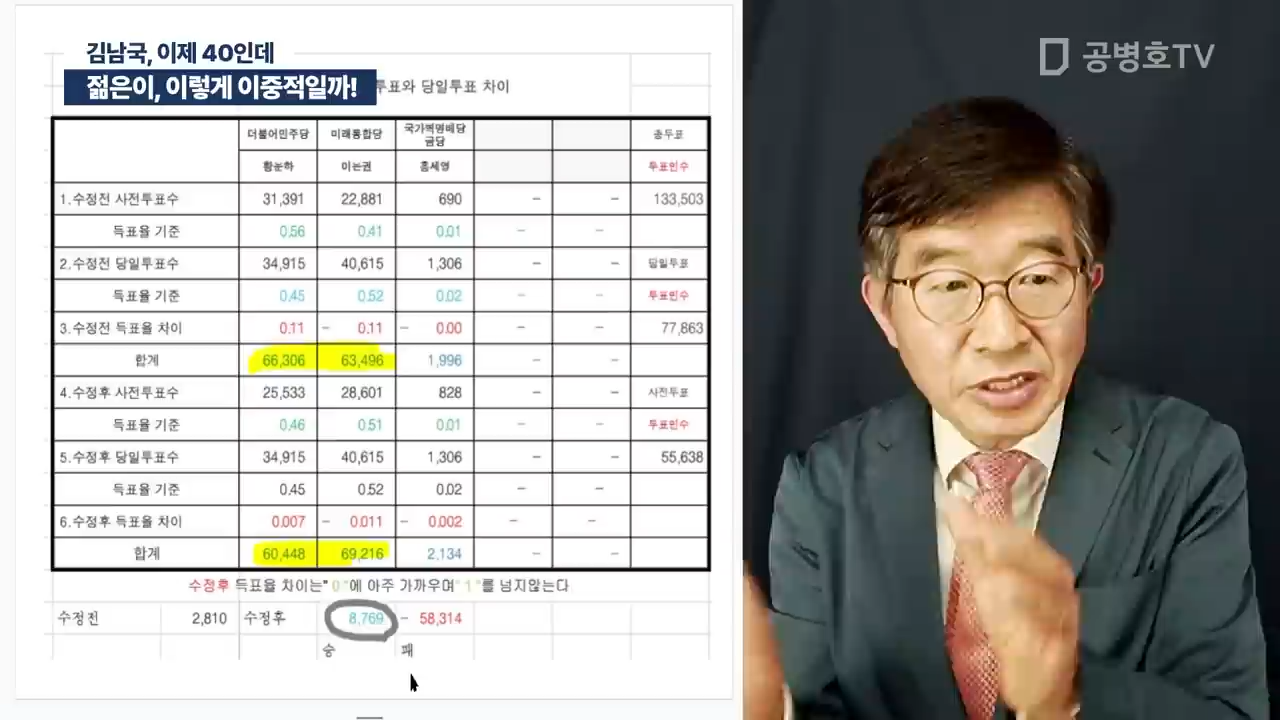 김남국, 이제 40인데
젊은이, 이렇게 이중적일까!
공병호TV
투표와 당일투표 차이
더불어민주당 미래통합당 국가혁명배당금당 총투표
황운하 이은권 홍세영 투표인수
1.수정전 사전투표수 31,391 22,881 690 – – 133,503
득표율 기준 0.56 0.41 0.01 – –
2.수정전 당일투표수 34,915 40,615 1,306 – – 당일투표
득표율 기준 0.45 0.52 0.02 – – 투표인수
3.수정전 득표율 차이 0.11 – 0.11 – 0.00 – – 77,863
합계 66,306 63,496 1,996 – –
4.수정후 사전투표수 25,533 28,601 828 – – 사전투표
득표율 기준 0.46 0.51 0.01 – – 투표인수
5.수정후 당일투표수 34,915 40,615 1,306 – – 55,638
득표율 기준 0.45 0.52 0.02 – –
6.수정후 득표율 차이 0.007 – 0.011 – 0.002 – –
합계 60,448 69,216 2,134 – –
수정후 득표율 차이는" 0 "에 아주 가까우며" 1 "를 넘지않는다
수정전 2,810 수정후 8,769 – 58,314
승 패